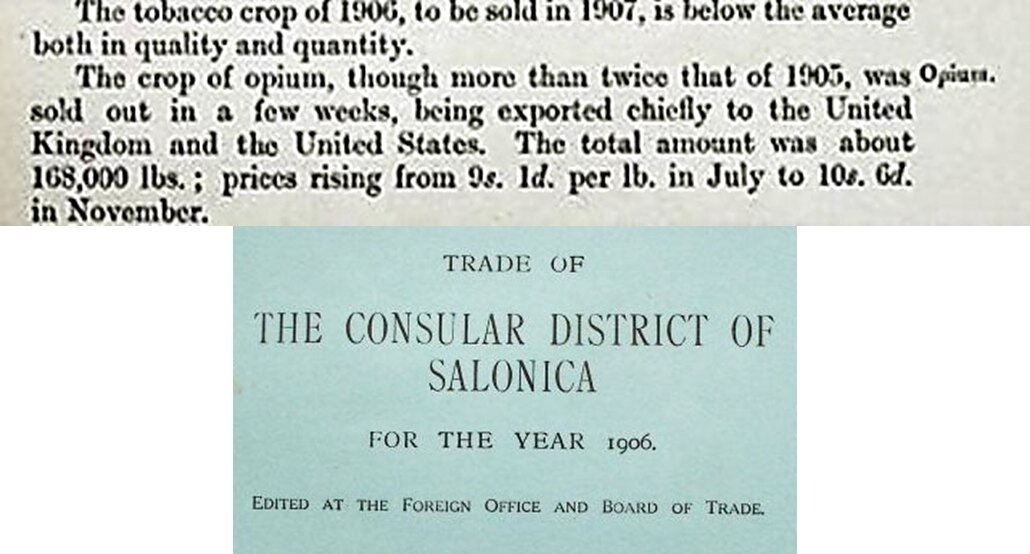 The tobacco crop of 1906, to be sold in 1907, is below the average
both in quality and quantity.
The crop of opium, though more than twice that of 1905, was Opium.
sold out in a few weeks, being exported chiefly to the United
Kingdom and the United States. The total amount was about
168,000 lbs.; prices rising from 9s. 1d. per lb. in July to 10s. 6d.
in November.
TRADE OF
THE CONSULAR DISTRICT OF
SALONICA
FOR THE YEAR 1906.
EDITED AT THE FOREIGN OFFICE AND BOARD OF TRADE.